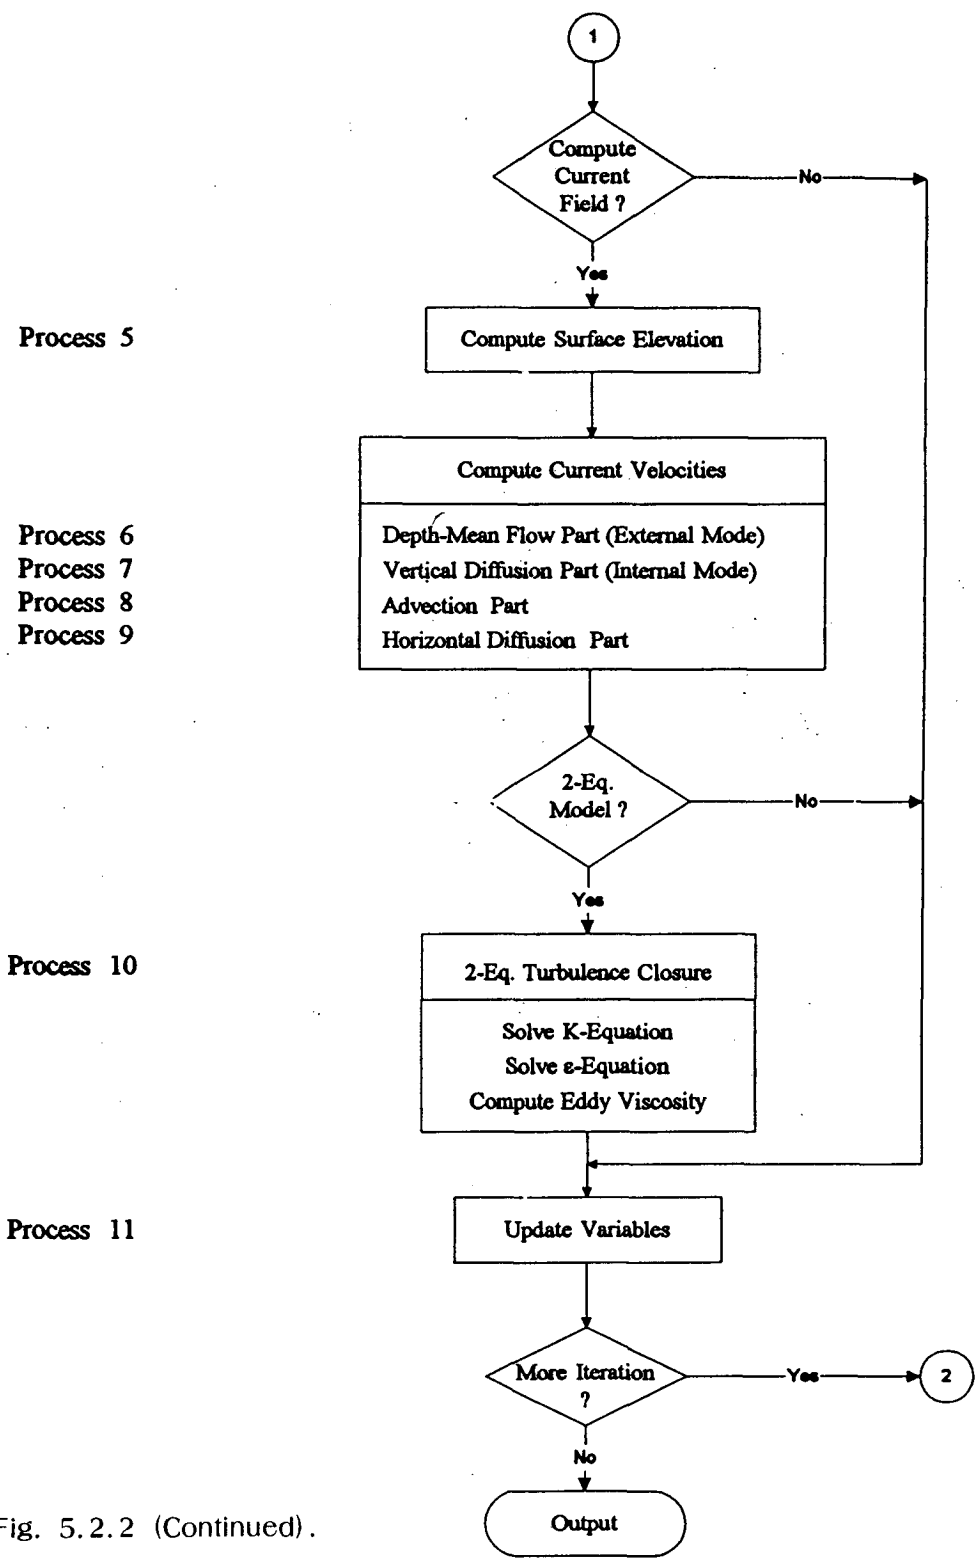 1
Compute
Current
Field ?
No
Yes
Process 5
Compute Surface Elevation
Compute Current Velocities
Process 6
Depth-Mean Flow Part (External Mode)
Process 7
Vertical Diffusion Part (Internal Mode)
Process 8
Advection Part
Process 9
Horizontal Diffusion Part
2-Eq.
Model ?
No
Yes
Process 10
2-Eq. Turbulence Closure
Solve K-Equation
Solve ε-Equation
Compute Eddy Viscosity
Process 11
Update Variables
More Iteration
?
Yes
2
No
Output
Fig. 5.2.2 (Continued).